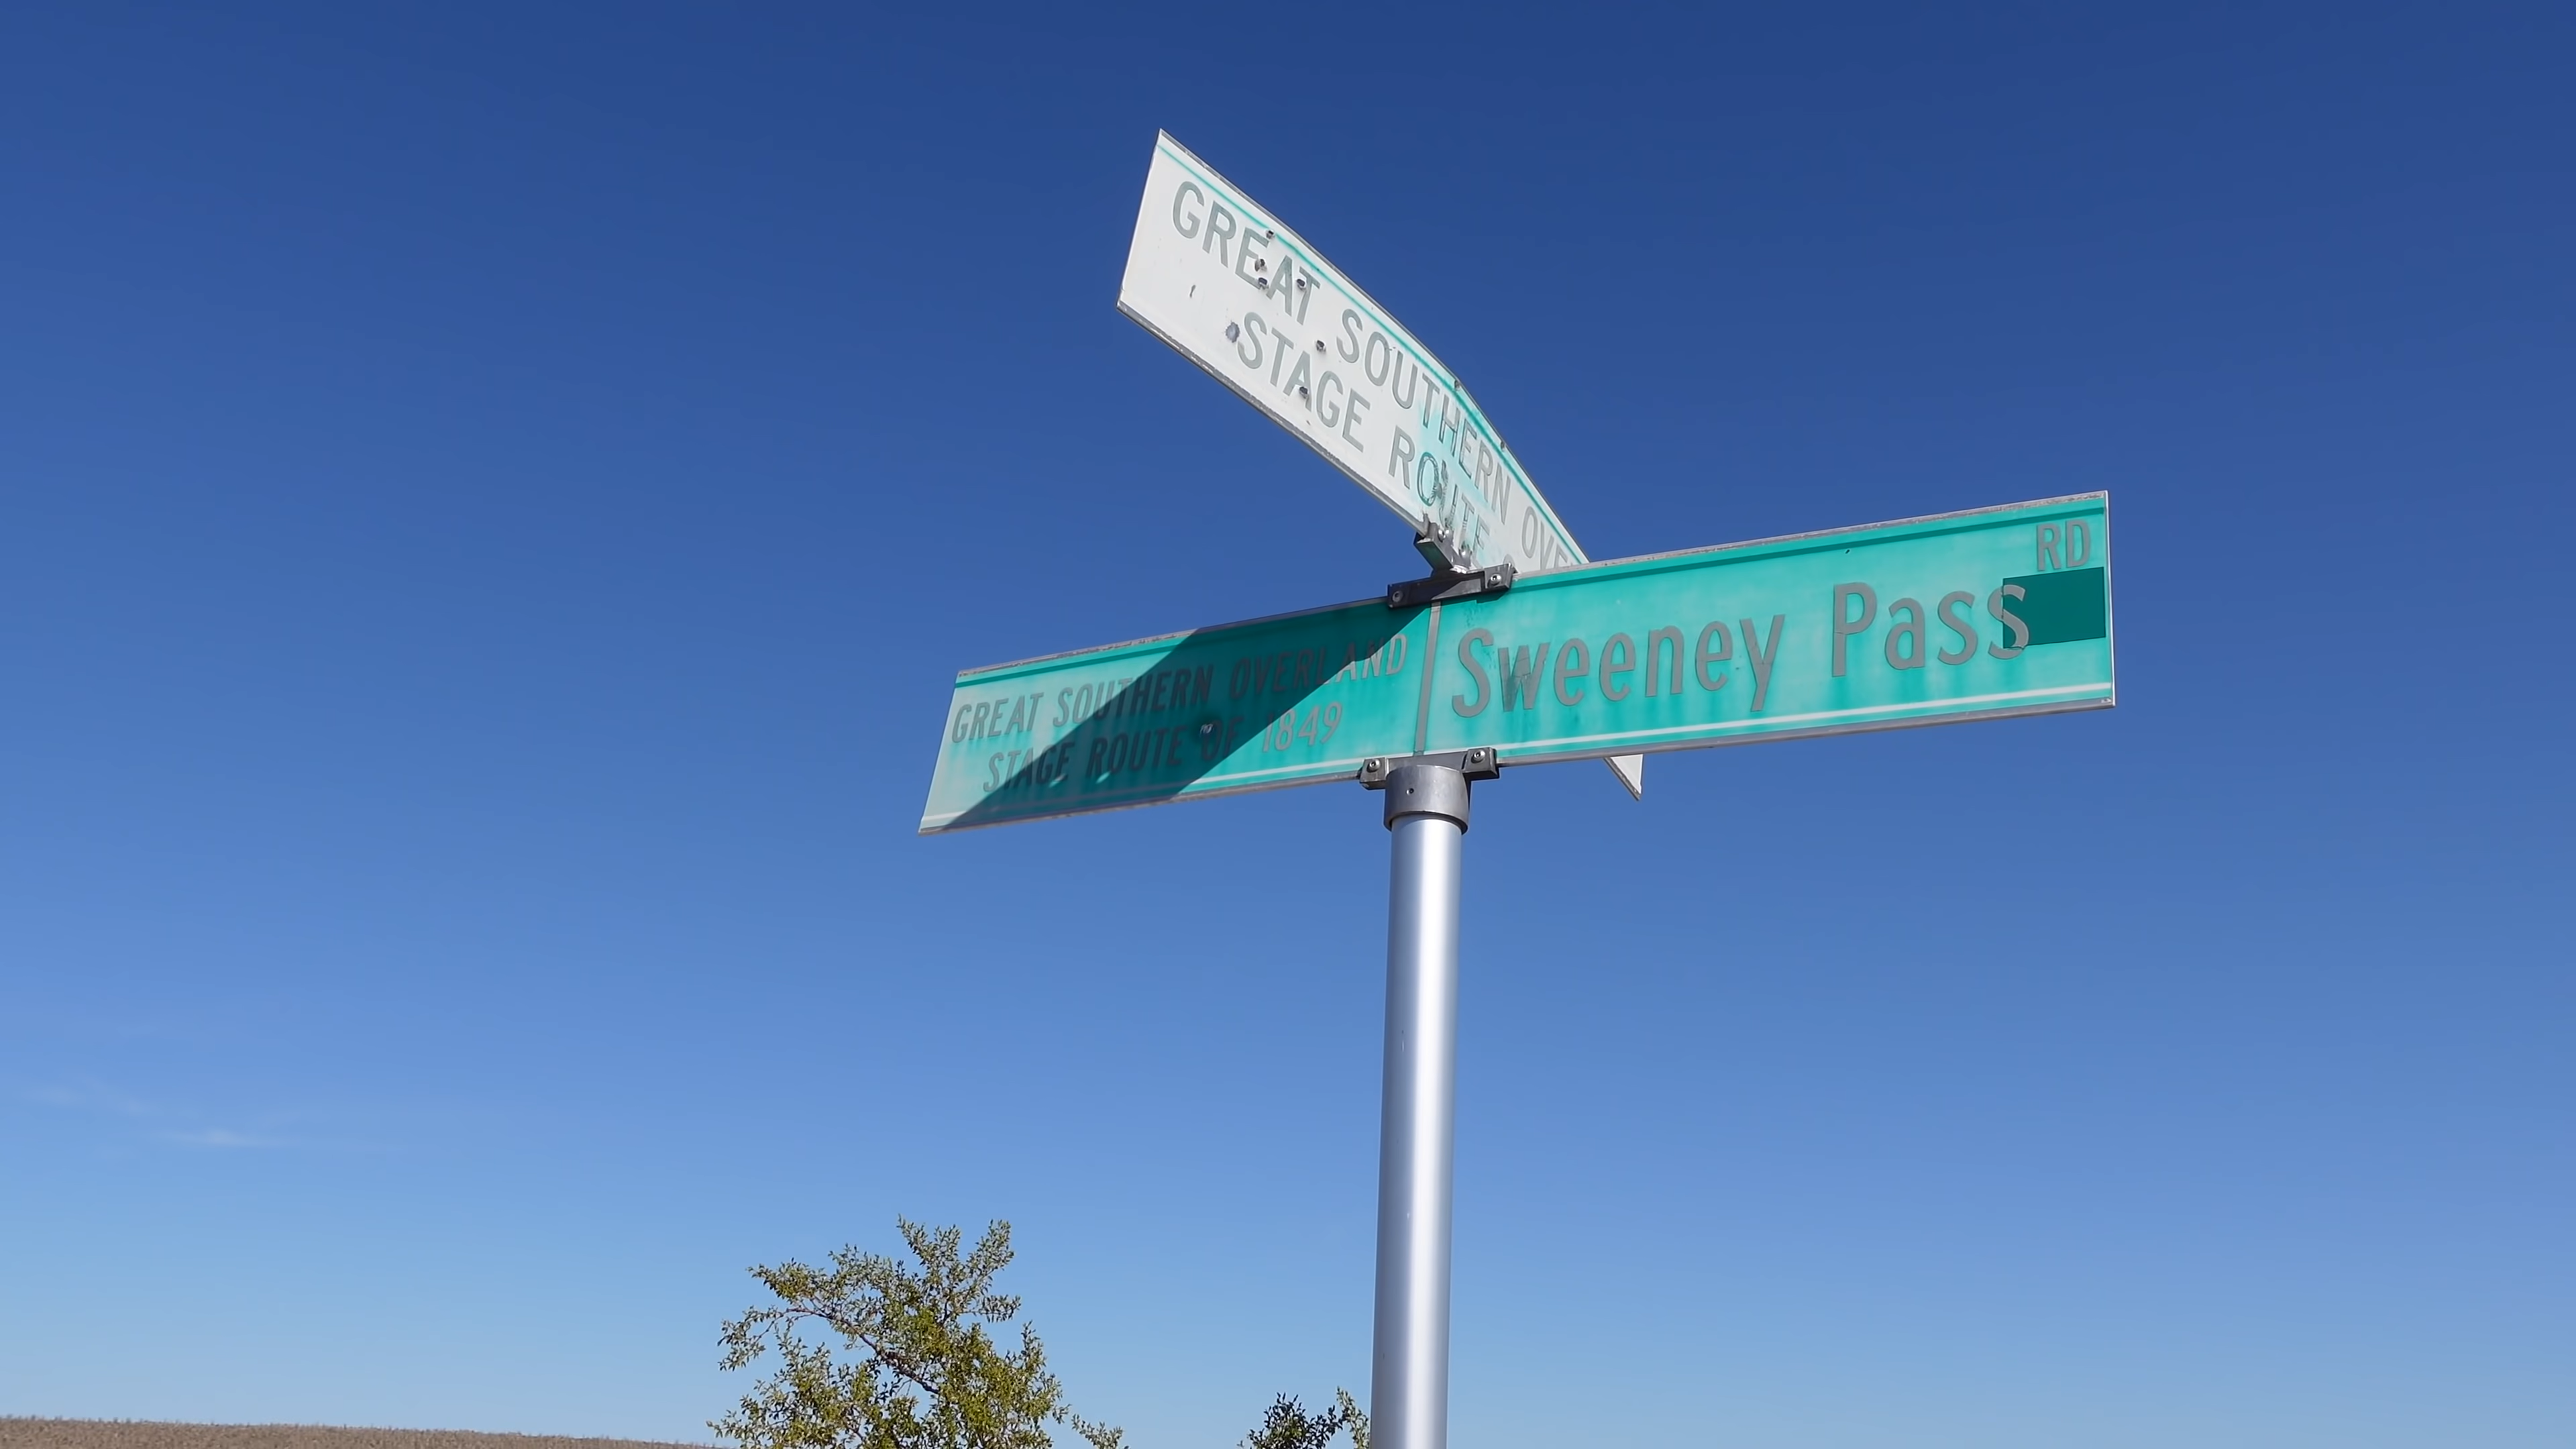 GREAT SOUTHERN OVE
STAGE ROUTE
GREAT SOUTHERN OVERLAND
STAGE ROUTE OF 1849
Sweeney Pass RD